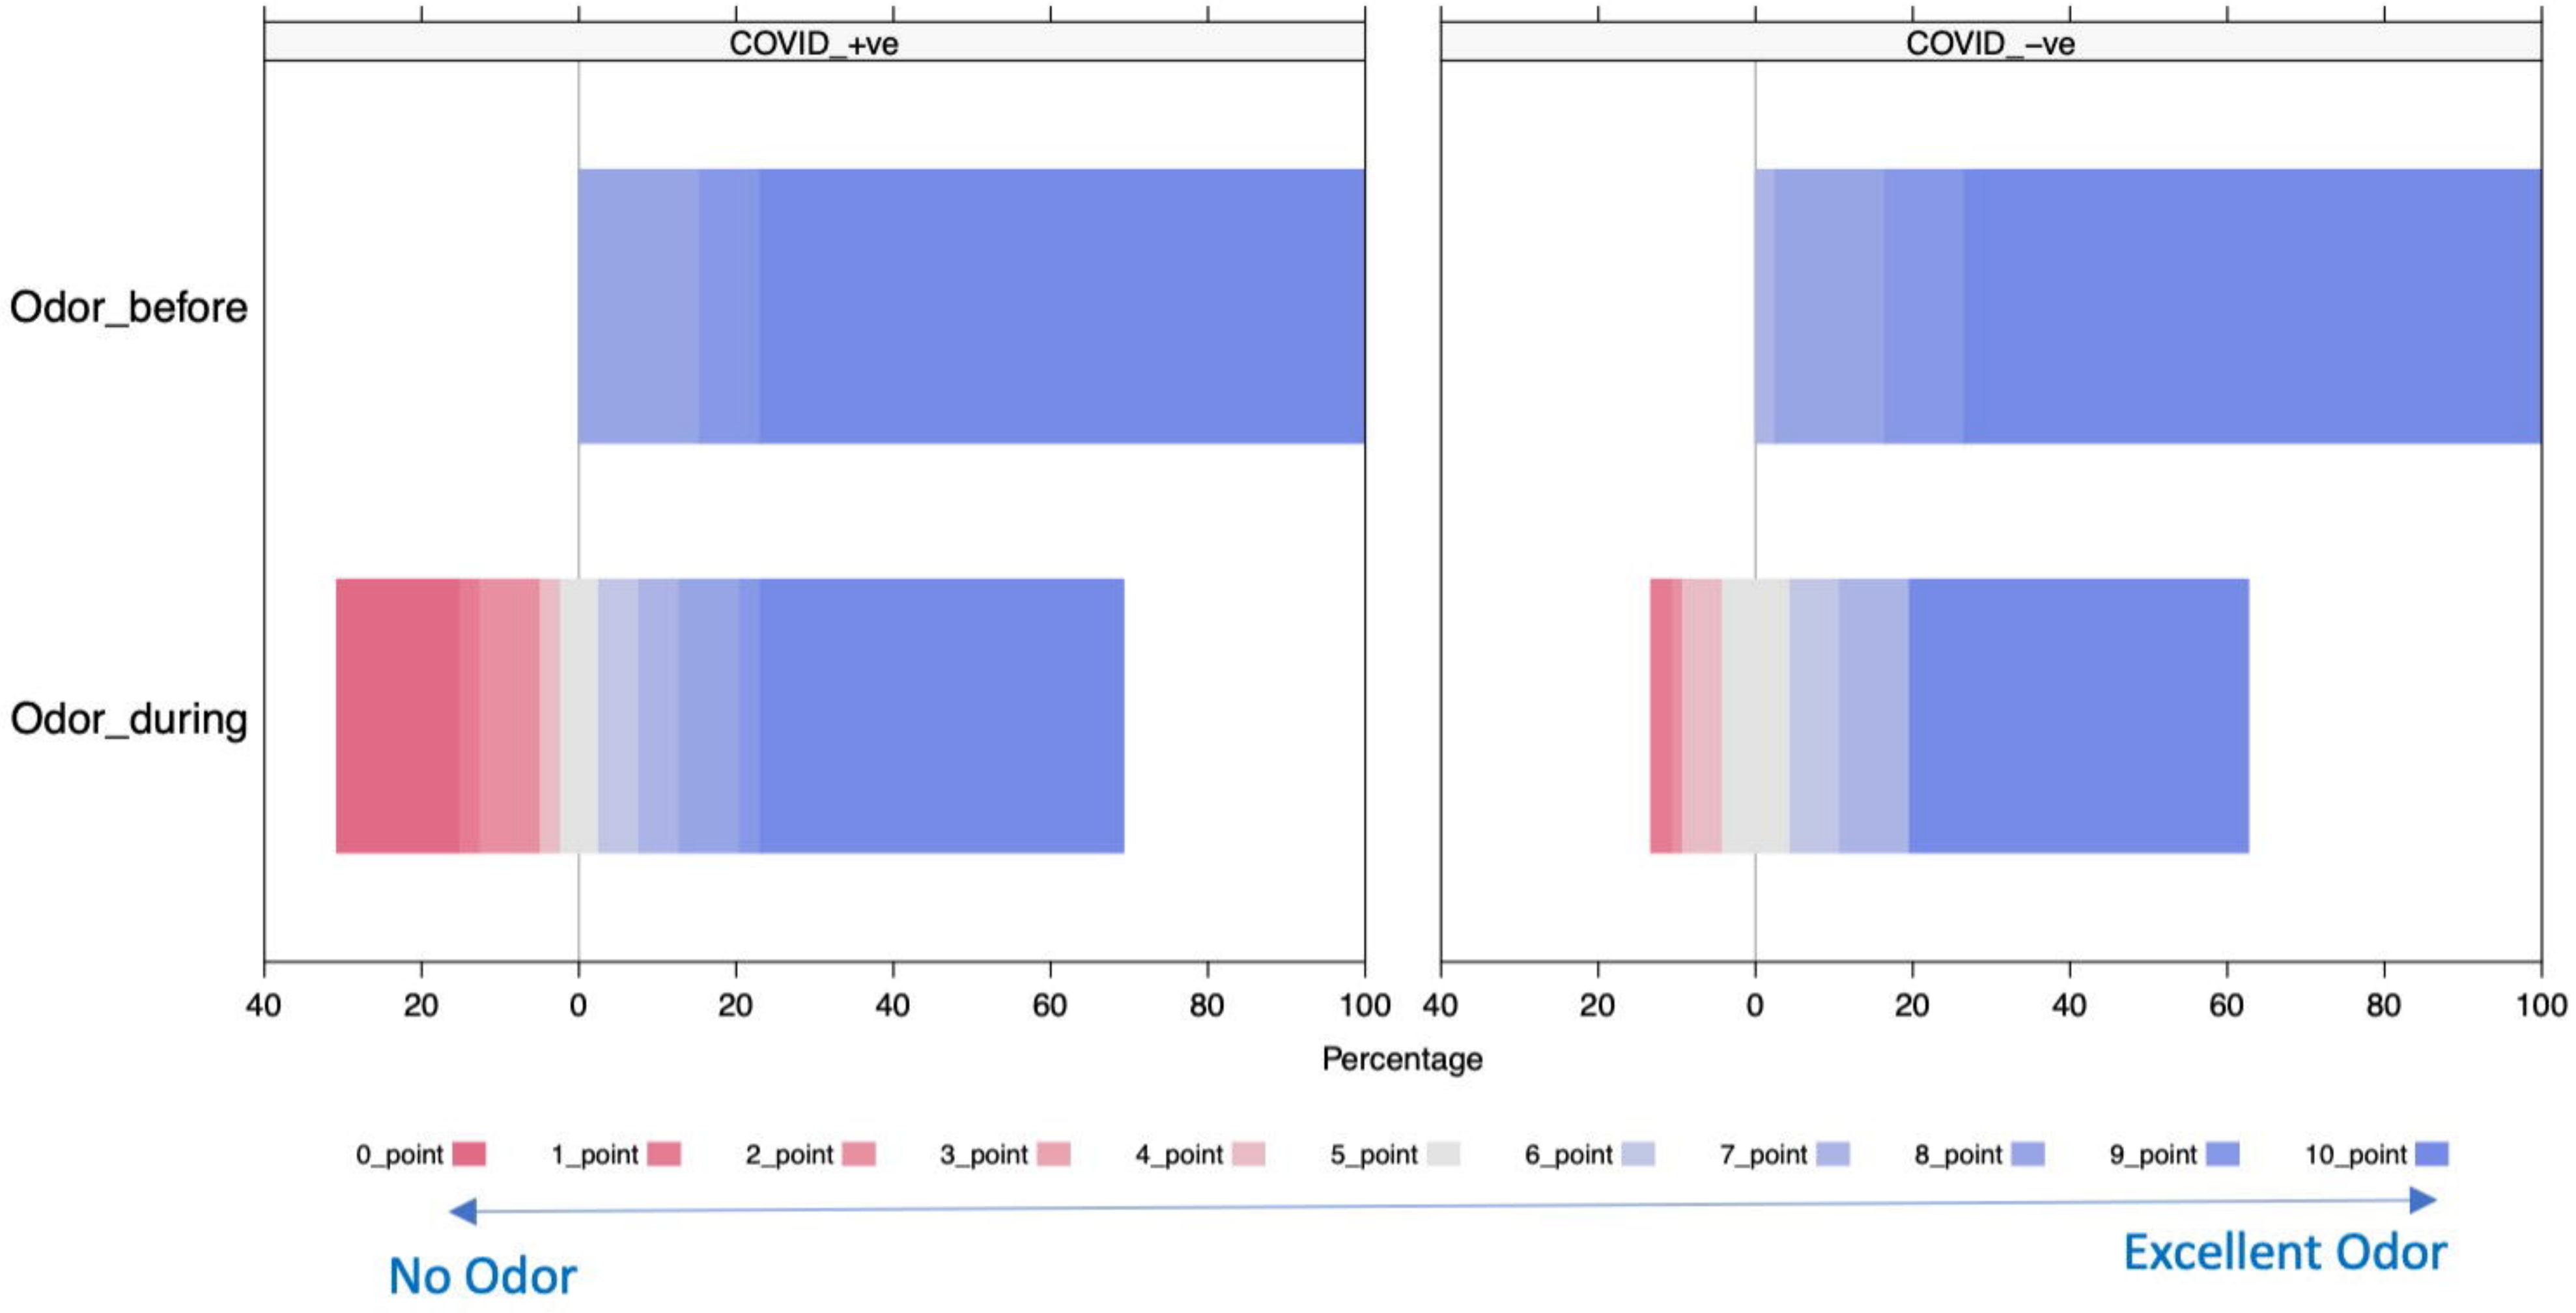 COVID_+ve COVID_–ve
Odor_before
Odor_during
40 20 0 20 40 60 80 100 40 20 0 20 40 60 80 100
Percentage
0_point 1_point 2_point 3_point 4_point 5_point 6_point 7_point 8_point 9_point 10_point
No Odor Excellent Odor